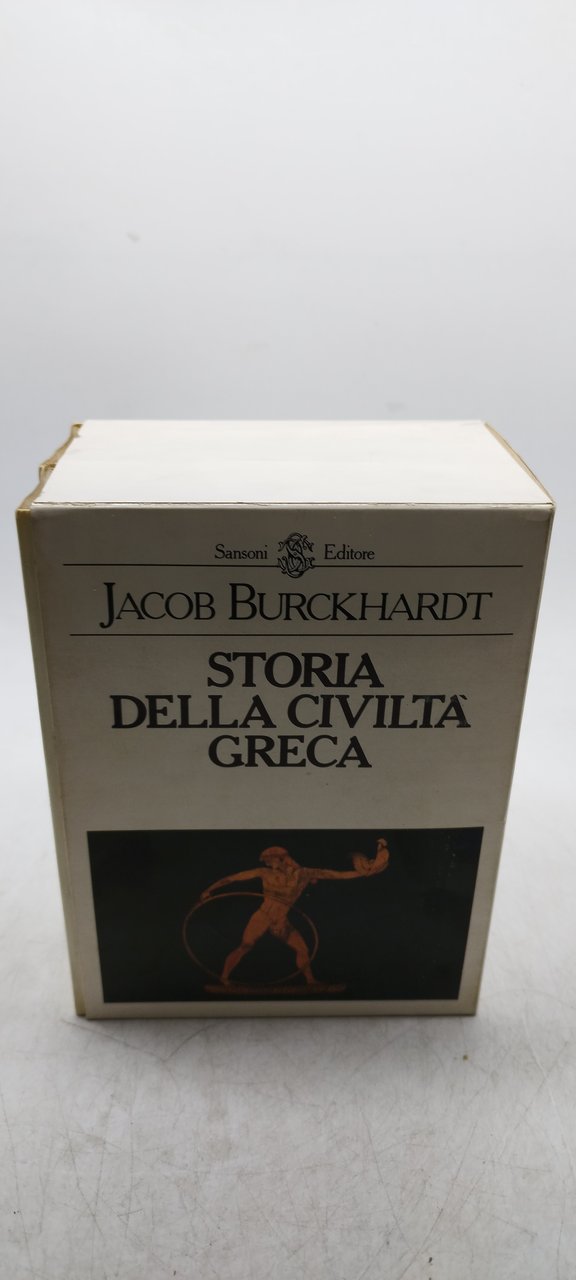 Sansoni Editore
JACOB BURCKHARDT
STORIA
DELLA CIVILTÀ
GRECA